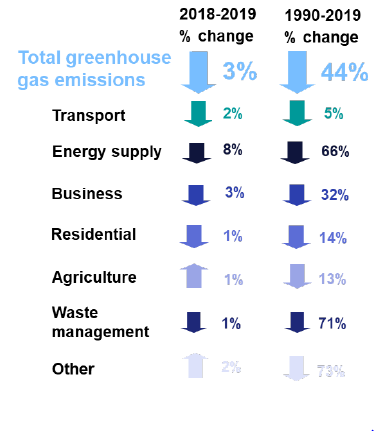 2018-2019 1990-2019
% change % change
Total greenhouse
gas emissions 3% 44%
Transport 2% 5%
Energy supply 8% 66%
Business 3% 32%
Residential 1% 14%
Agriculture 1% 13%
Waste
management 1% 71%
Other 2% 73%